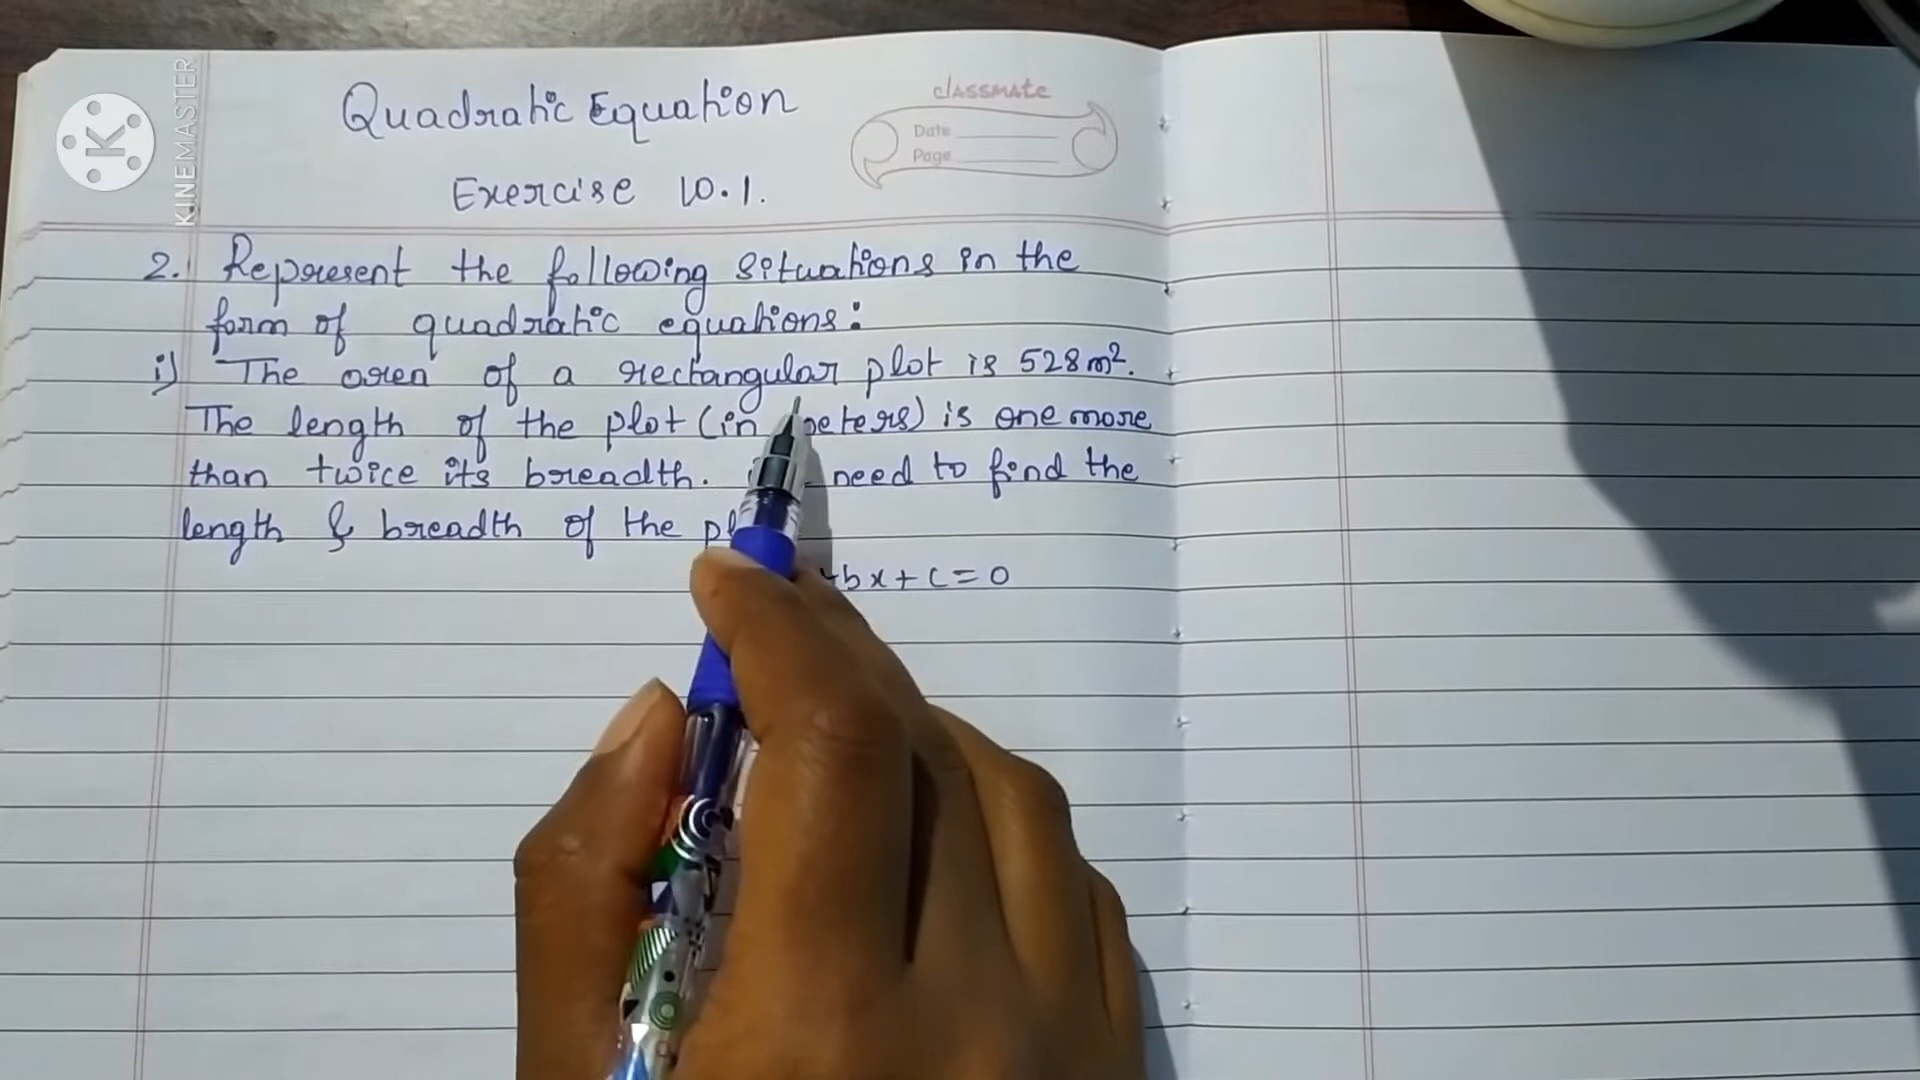 KINEMASTER
Quadratic Equation
classmate
Date
Page
Exercise 10.1.
2. Represent the following situations in the
form of quadratic equations:
i) The area of a rectangular plot is 528m².
The length of the plot (in meters) is one more
than twice its breadth. need to find the
length & breadth of the
+bx+c=0